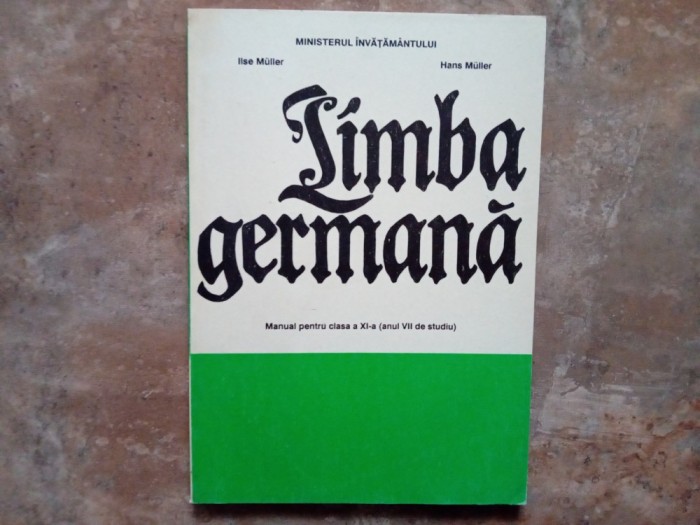 MINISTERUL ÎNVĂȚĂMÂNTULUI
Ilse Müller Hans Müller
Limba
germană
Manual pentru clasa a XI-a (anul VII de studiu)